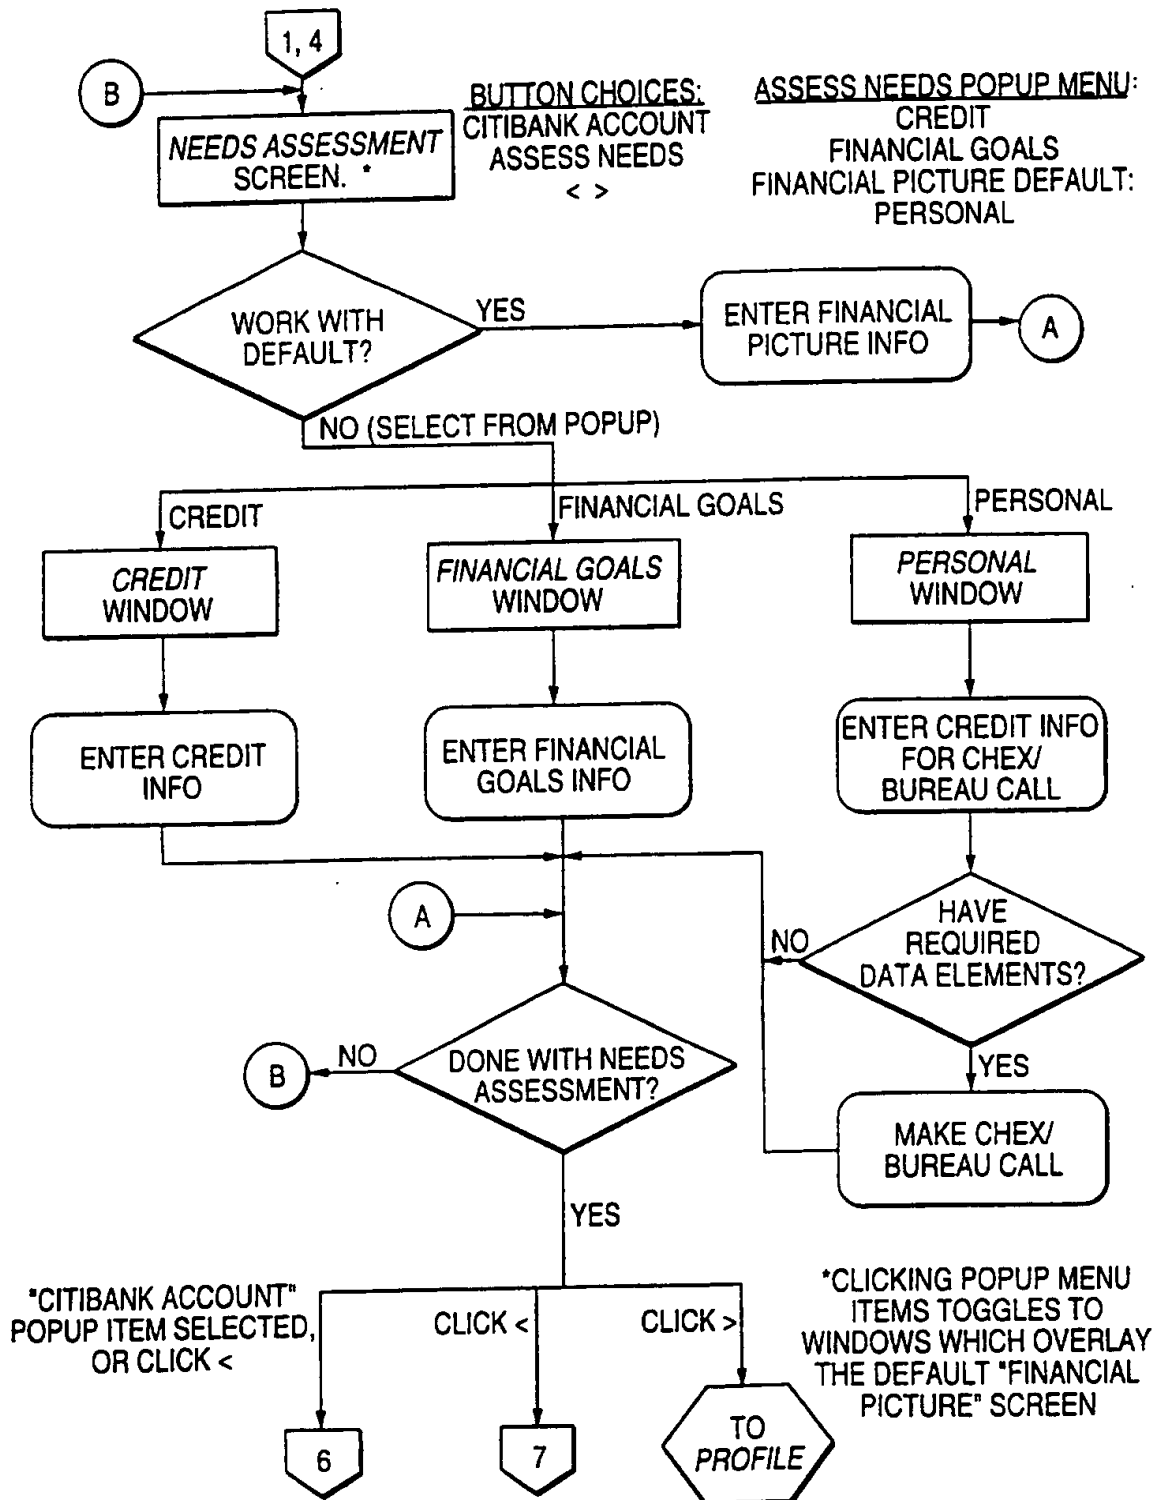 1, 4
B
NEEDS ASSESSMENT
SCREEN. *
BUTTON CHOICES:
CITIBANK ACCOUNT
ASSESS NEEDS
< >
ASSESS NEEDS POPUP MENU:
CREDIT
FINANCIAL GOALS
FINANCIAL PICTURE DEFAULT:
PERSONAL
WORK WITH
DEFAULT?
YES
ENTER FINANCIAL
PICTURE INFO
A
NO (SELECT FROM POPUP)
CREDIT
FINANCIAL GOALS
PERSONAL
CREDIT
WINDOW
FINANCIAL GOALS
WINDOW
PERSONAL
WINDOW
ENTER CREDIT
INFO
ENTER FINANCIAL
GOALS INFO
ENTER CREDIT INFO
FOR CHEX/
BUREAU CALL
A
HAVE
REQUIRED
DATA ELEMENTS?
NO
YES
B
NO
DONE WITH NEEDS
ASSESSMENT?
MAKE CHEX/
BUREAU CALL
YES
"CITIBANK ACCOUNT"
POPUP ITEM SELECTED,
OR CLICK <
CLICK <
CLICK >
*CLICKING POPUP MENU
ITEMS TOGGLES TO
WINDOWS WHICH OVERLAY
THE DEFAULT "FINANCIAL
PICTURE" SCREEN
6
7
TO
PROFILE